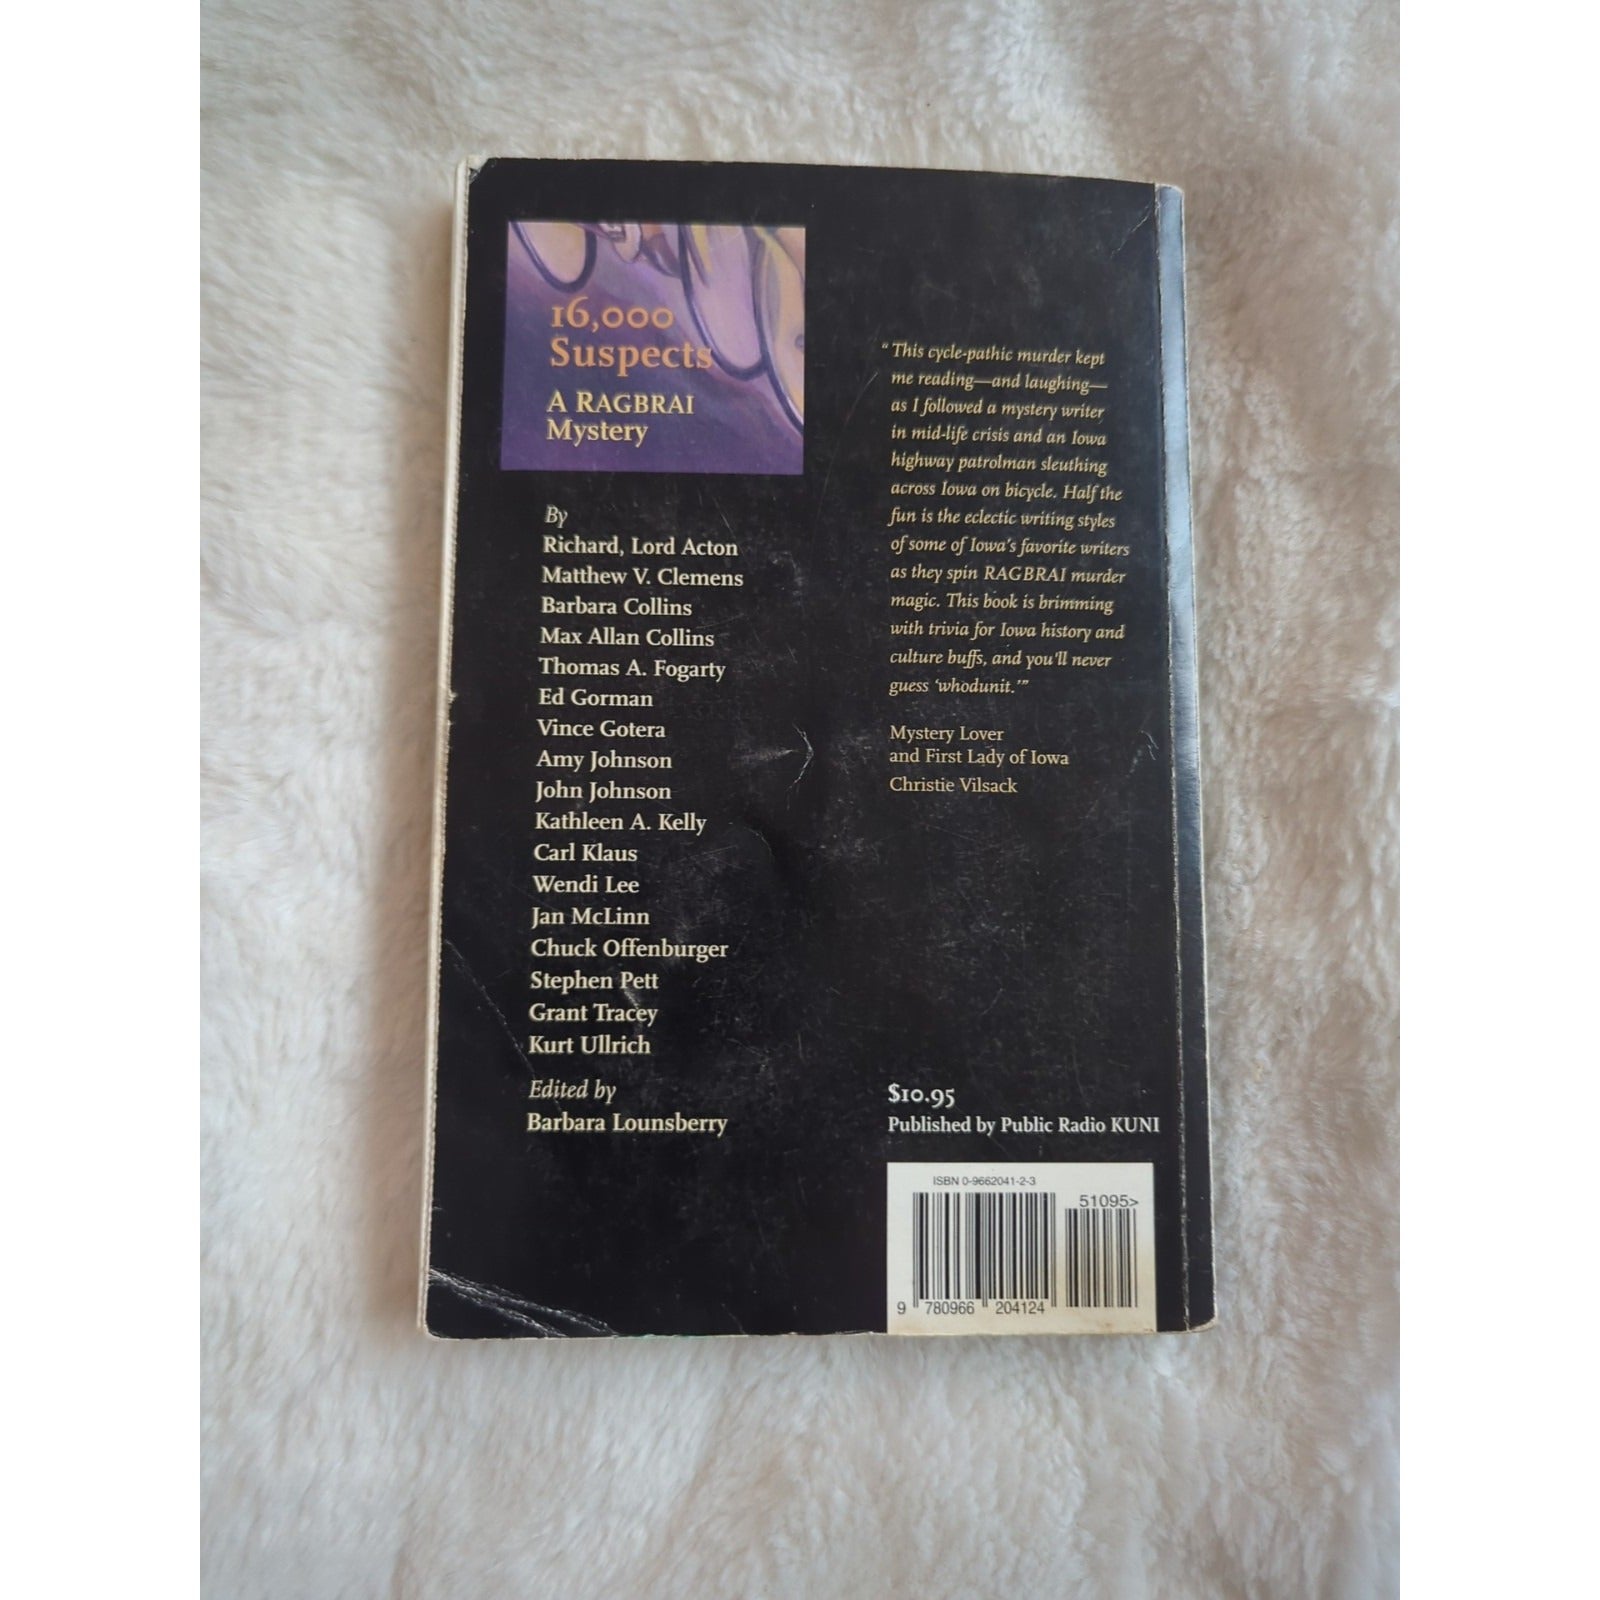 16,000
Suspects
A RAGBRAI
Mystery
By
Richard, Lord Acton
Matthew V. Clemens
Barbara Collins
Max Allan Collins
Thomas A. Fogarty
Ed Gorman
Vince Gotera
Amy Johnson
John Johnson
Kathleen A. Kelly
Carl Klaus
Wendi Lee
Jan McLinn
Chuck Offenburger
Stephen Pett
Grant Tracey
Kurt Ullrich
Edited by
Barbara Lounsberry
“This cycle-pathic murder kept
me reading—and laughing—
as I followed a mystery writer
in mid-life crisis and an Iowa
highway patrolman sleuthing
across Iowa on bicycle. Half the
fun is the eclectic writing styles
of some of Iowa's favorite writers
as they spin RAGBRAI murder
magic. This book is brimming
with trivia for Iowa history and
culture buffs, and you'll never
guess ‘whodunit.’”
Mystery Lover
and First Lady of Iowa
Christie Vilsack
$10.95
Published by Public Radio KUNI
ISBN 0-9662041-2-3
51095>
9 780966 204124